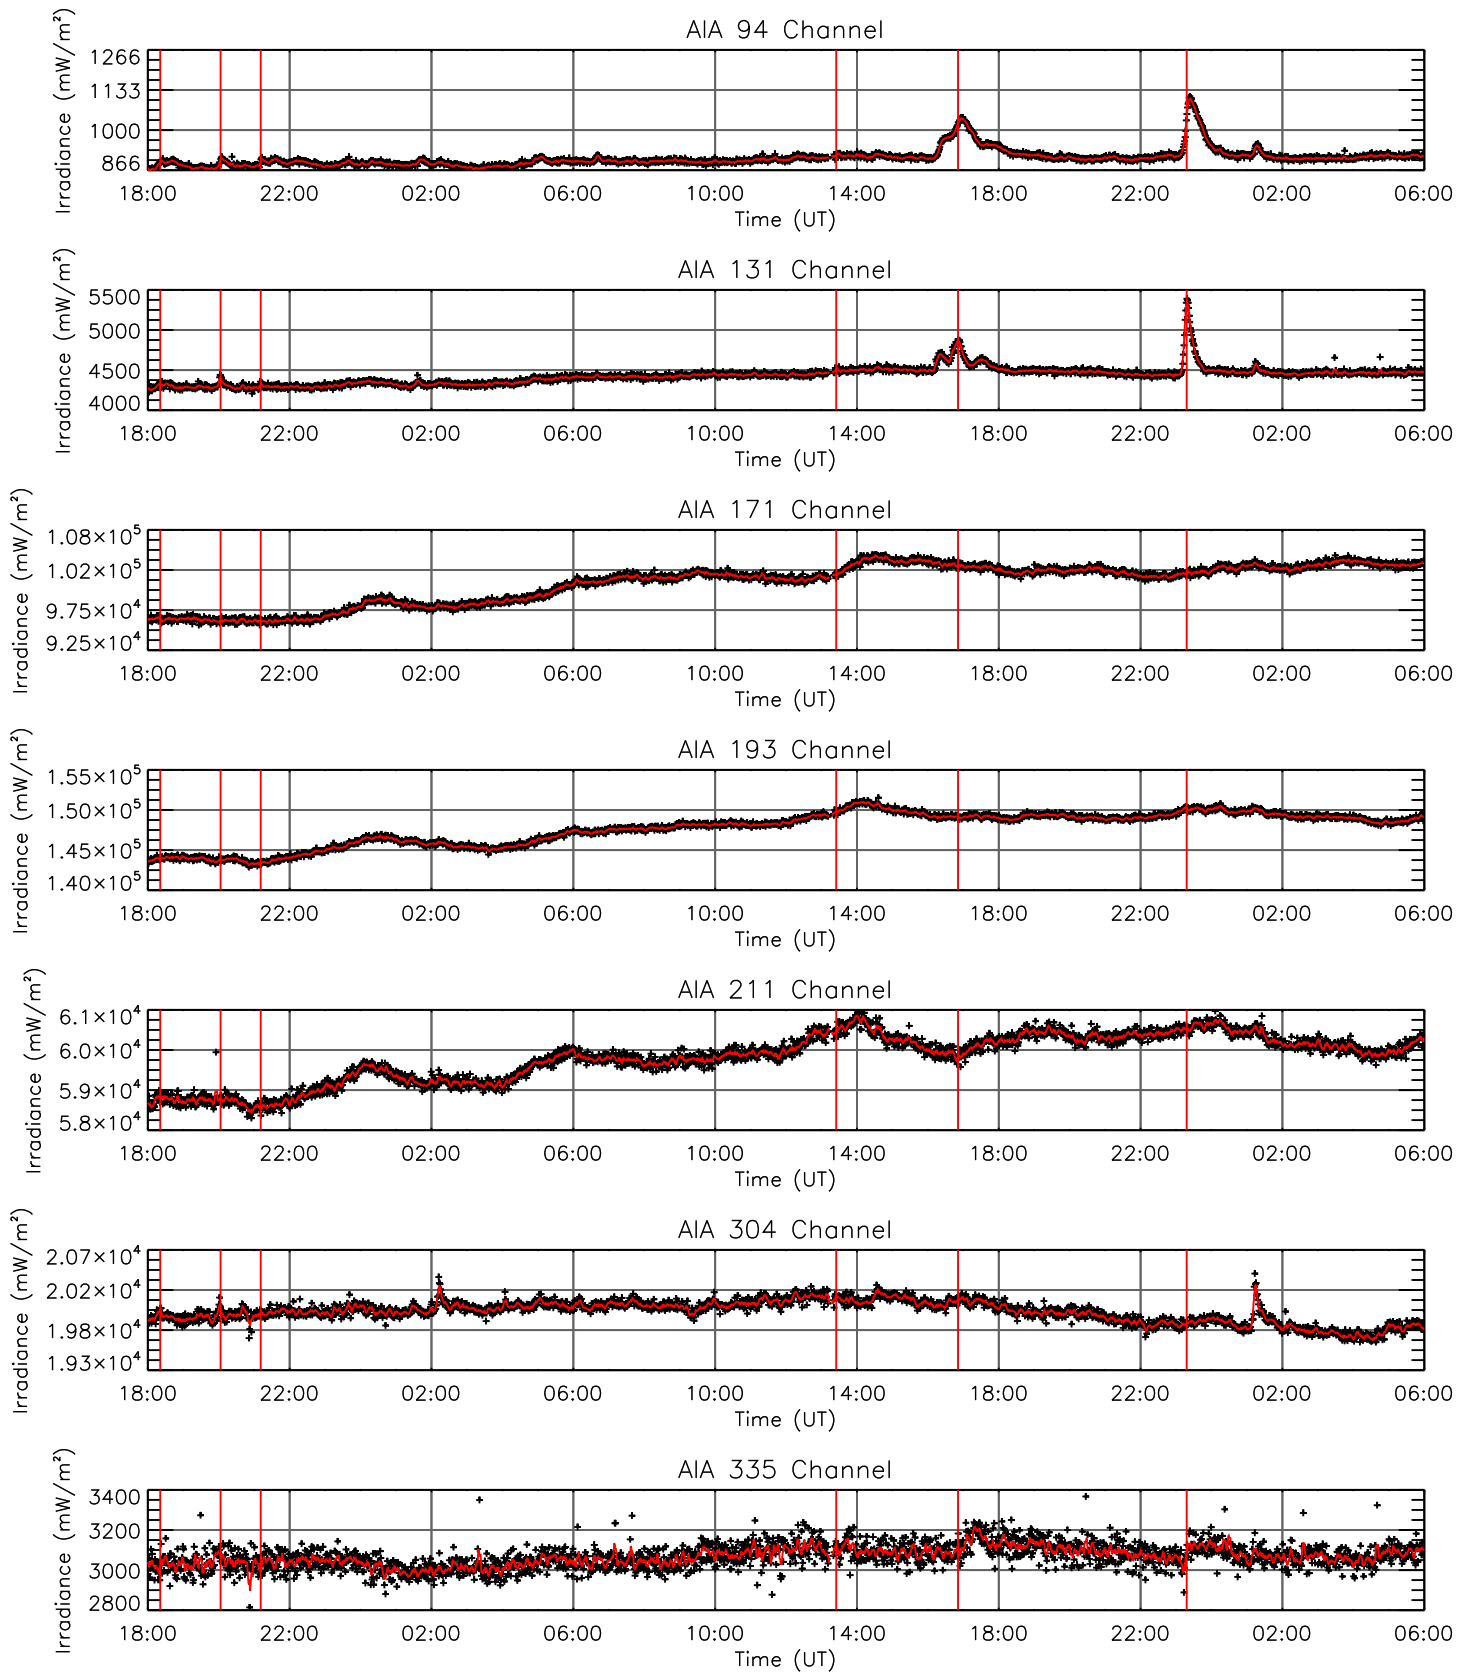 AIA 94 Channel
Irradiance (mW/m²)
1266
1133
1000
866
18:00 22:00 02:00 06:00 10:00 14:00 18:00 22:00 02:00 06:00
Time (UT)
AIA 131 Channel
Irradiance (mW/m²)
5500
5000
4500
4000
18:00 22:00 02:00 06:00 10:00 14:00 18:00 22:00 02:00 06:00
Time (UT)
AIA 171 Channel
Irradiance (mW/m²)
1.08×10⁵
1.02×10⁵
9.75×10⁴
9.25×10⁴
18:00 22:00 02:00 06:00 10:00 14:00 18:00 22:00 02:00 06:00
Time (UT)
AIA 193 Channel
Irradiance (mW/m²)
1.55×10⁵
1.50×10⁵
1.45×10⁵
1.40×10⁵
18:00 22:00 02:00 06:00 10:00 14:00 18:00 22:00 02:00 06:00
Time (UT)
AIA 211 Channel
Irradiance (mW/m²)
6.1×10⁴
6.0×10⁴
5.9×10⁴
5.8×10⁴
18:00 22:00 02:00 06:00 10:00 14:00 18:00 22:00 02:00 06:00
Time (UT)
AIA 304 Channel
Irradiance (mW/m²)
2.07×10⁴
2.02×10⁴
1.98×10⁴
1.93×10⁴
18:00 22:00 02:00 06:00 10:00 14:00 18:00 22:00 02:00 06:00
Time (UT)
AIA 335 Channel
Irradiance (mW/m²)
3400
3200
3000
2800
18:00 22:00 02:00 06:00 10:00 14:00 18:00 22:00 02:00 06:00
Time (UT)